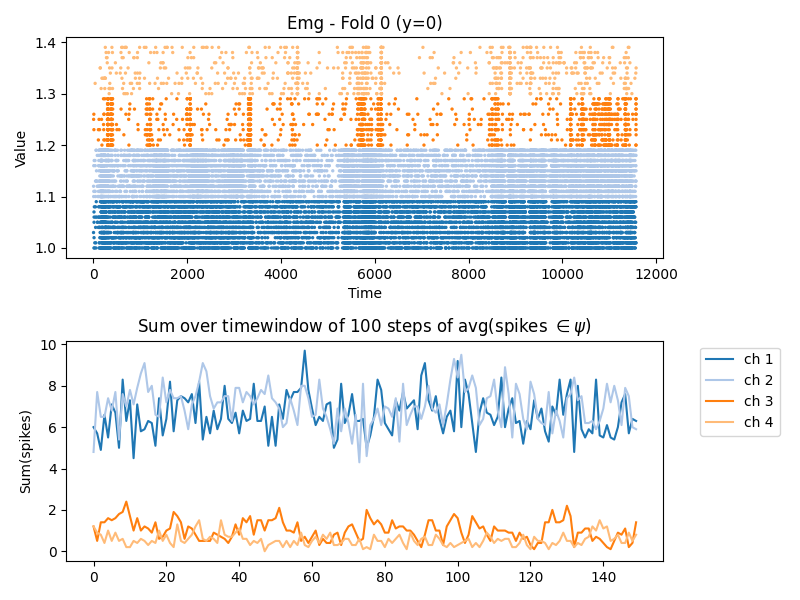 Emg - Fold 0 (y=0)
1.4
1.3
1.2
1.1
1.0
Value
0 2000 4000 6000 8000 10000 12000
Time
Sum over timewindow of 100 steps of avg(spikes ∈ ψ)
10
8
6
4
2
0
Sum(spikes)
0 20 40 60 80 100 120 140
ch 1
ch 2
ch 3
ch 4